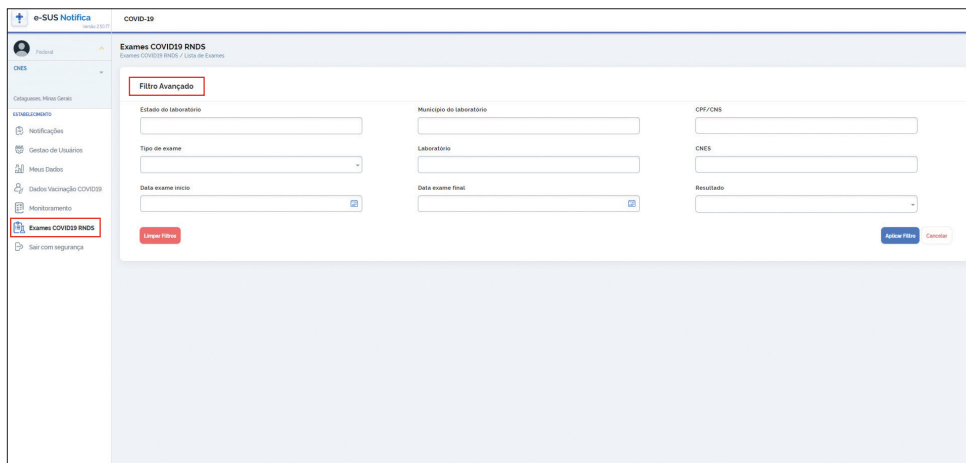 e-SUS Notifica
COVID-19
Federal
CNES
Cataguases, Minas Gerais
ESTABELECIMENTO
Notificações
Gestao de Usuários
Meus Dados
Dados Vacinação COVID19
Monitoramento
Exames COVID19 RNDS
Sair com segurança
Exames COVID19 RNDS
Exames COVID19 RNDS / Lista de Exames
Filtro Avançado
Estado do laboratório
Município do laboratório
CPF/CNS
Tipo de exame
Laboratório
CNES
Data exame início
Data exame final
Resultado
Limpar Filtros
Aplicar Filtro
Cancelar